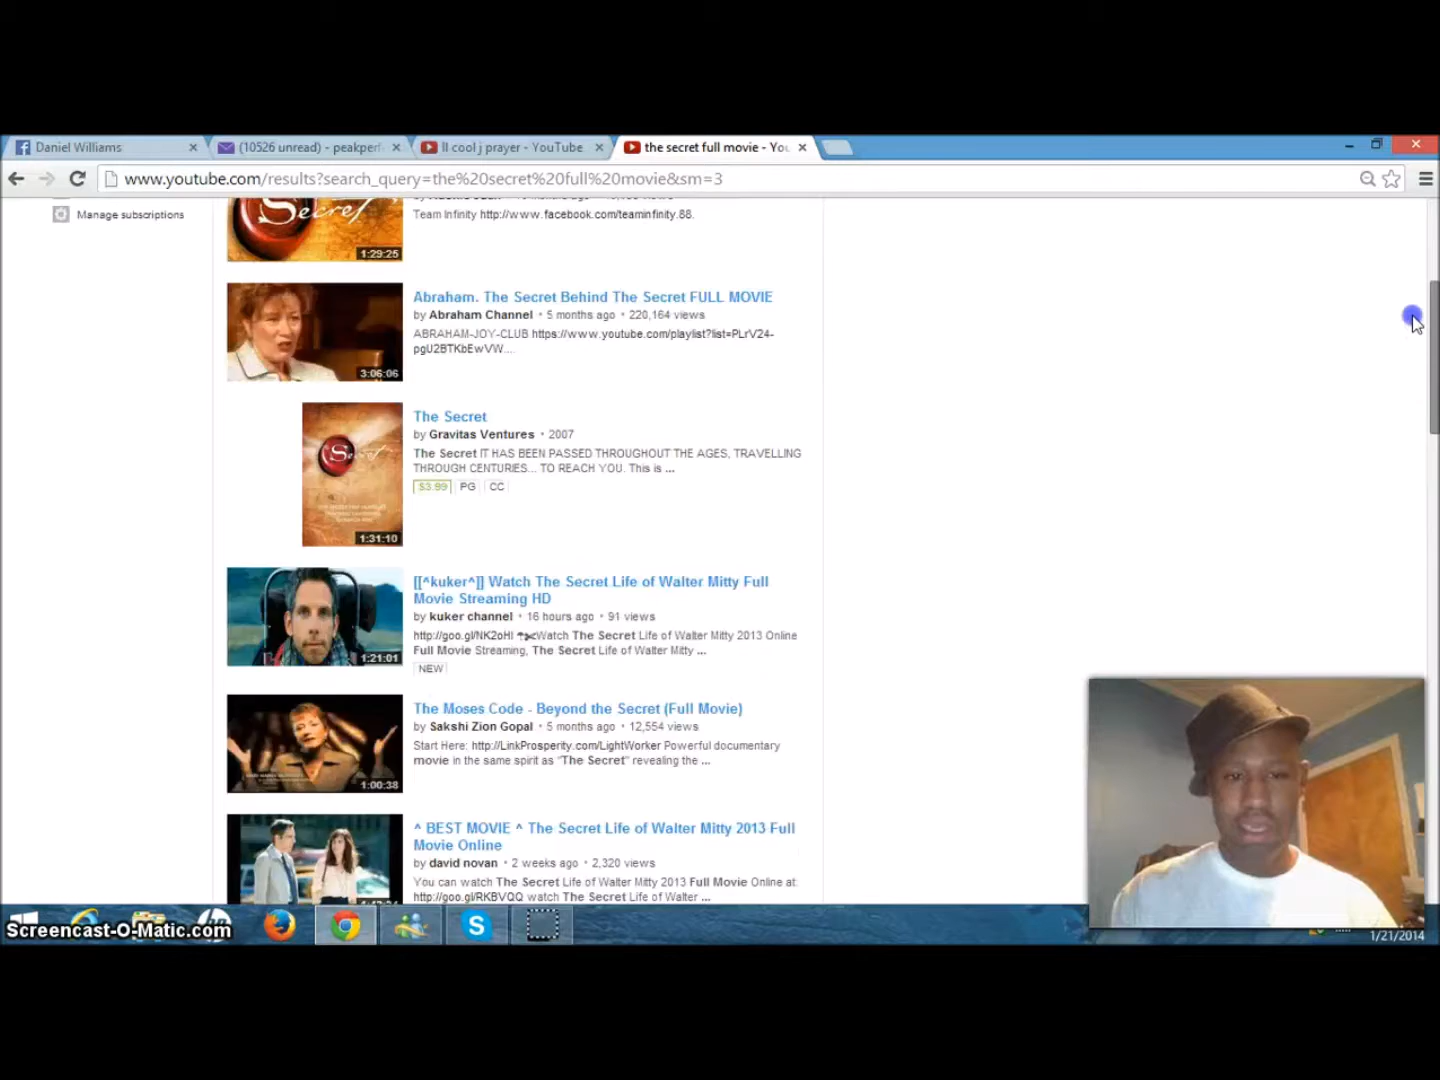 Daniel Williams
(10526 unread) - peakperf
ll cool j prayer - YouTube
the secret full movie - You
www.youtube.com/results?search_query=the%20secret%20full%20movie&sm=3
Manage subscriptions
Secret
1:29:25
Team Infinity http://www.facebook.com/teaminfinity.88.
Abraham. The Secret Behind The Secret FULL MOVIE
by Abraham Channel • 5 months ago • 220,164 views
ABRAHAM-JOY-CLUB https://www.youtube.com/playlist?list=PLrV24-
pgU2BTKbEwVW....
3:06:06
The Secret
by Gravitas Ventures • 2007
The Secret IT HAS BEEN PASSED THROUGHOUT THE AGES, TRAVELLING
THROUGH CENTURIES... TO REACH YOU. This is ...
$3.99 PG CC
Secret
1:31:10
[[^kuker^]] Watch The Secret Life of Walter Mitty Full
Movie Streaming HD
by kuker channel • 16 hours ago • 91 views
http://goo.gl/NK2oHI Watch The Secret Life of Walter Mitty 2013 Online
Full Movie Streaming, The Secret Life of Walter Mitty ...
NEW
1:21:01
The Moses Code - Beyond the Secret (Full Movie)
by Sakshi Zion Gopal • 5 months ago • 12,554 views
Start Here: http://LinkProsperity.com/LightWorker Powerful documentary
movie in the same spirit as "The Secret" revealing the ...
1:00:38
^ BEST MOVIE ^ The Secret Life of Walter Mitty 2013 Full
Movie Online
by david novan • 2 weeks ago • 2,320 views
You can watch The Secret Life of Walter Mitty 2013 Full Movie Online at:
http://goo.gl/RKBVQQ watch The Secret Life of Walter ...
Screencast-O-Matic.com
1/21/2014